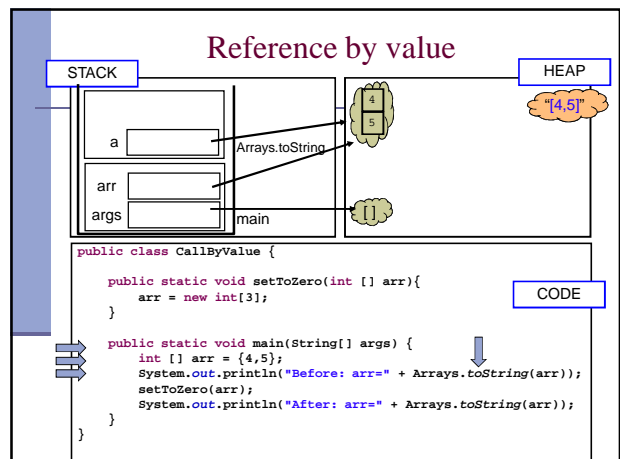 Reference by value
STACK
HEAP
4
5
"[4,5]"
a
Arrays.toString
arr
args
main
[ ]
public class CallByValue {
public static void setToZero(int [] arr){
arr = new int[3];
}
CODE
public static void main(String[] args) {
int [] arr = {4,5};
System.out.println("Before: arr=" + Arrays.toString(arr));
setToZero(arr);
System.out.println("After: arr=" + Arrays.toString(arr));
}
}